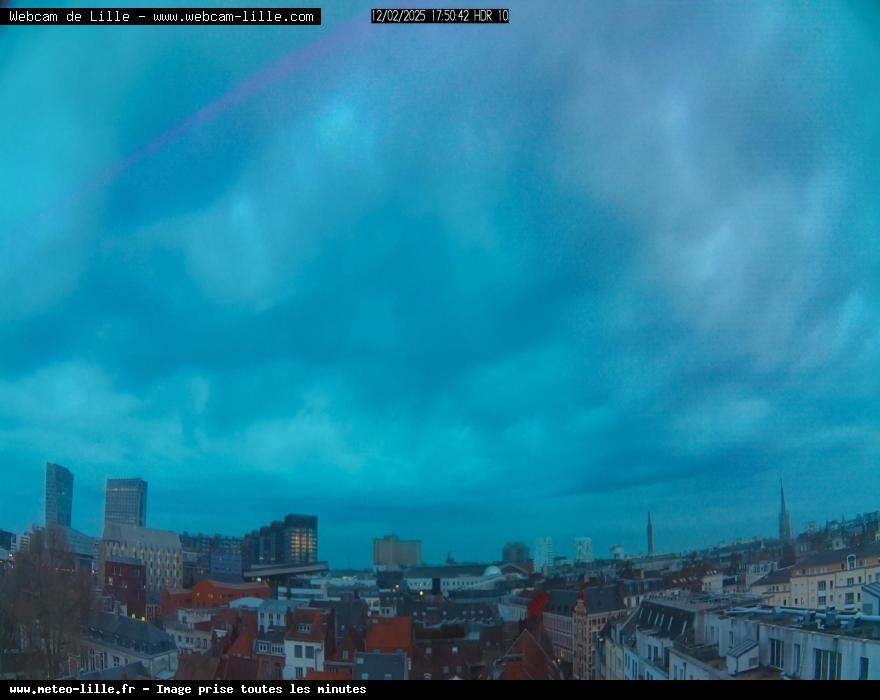 Webcam de Lille - www.webcam-lille.com
12/02/2025 17:50:42 HDR 10
www.meteo-lille.fr - Image prise toutes les minutes